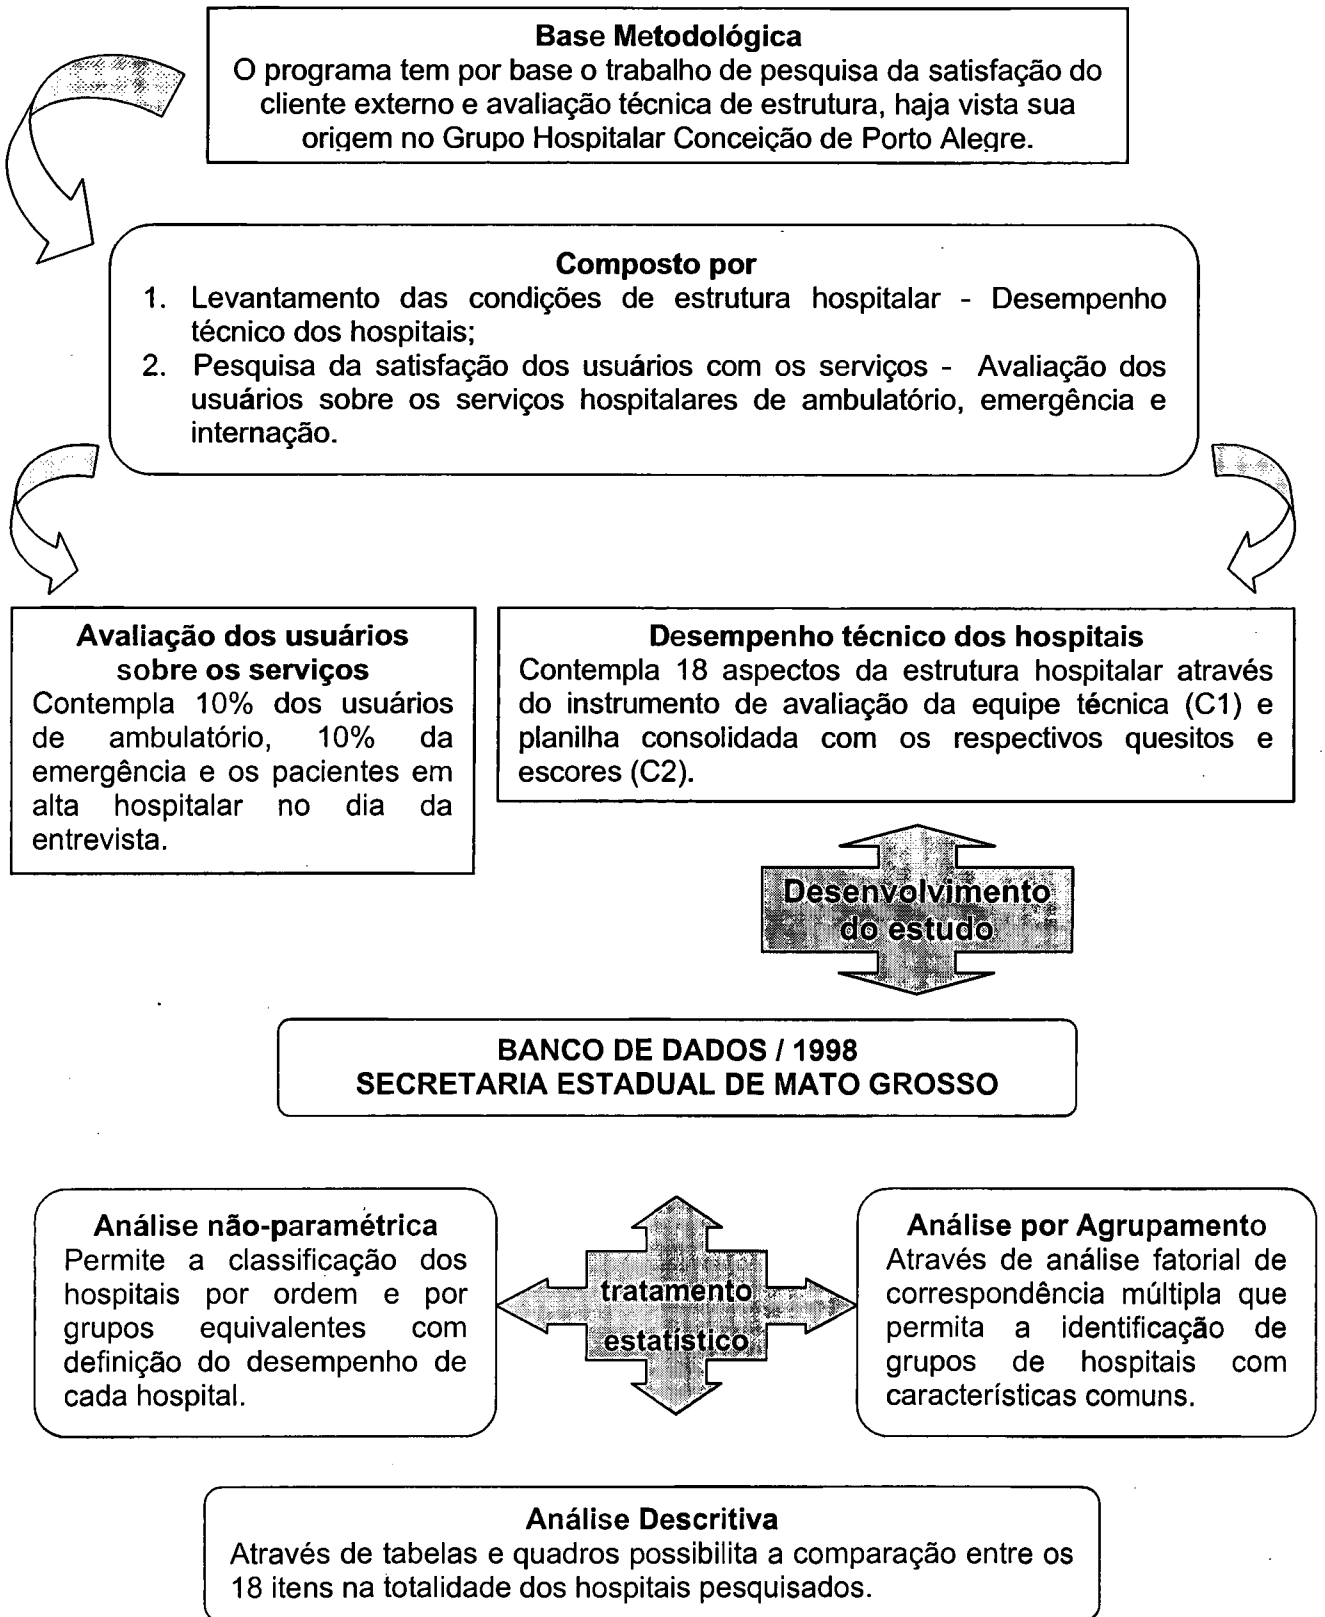 Base Metodológica
O programa tem por base o trabalho de pesquisa da satisfação do
cliente externo e avaliação técnica de estrutura, haja vista sua
origem no Grupo Hospitalar Conceição de Porto Alegre.
Composto por
1. Levantamento das condições de estrutura hospitalar - Desempenho
técnico dos hospitais;
2. Pesquisa da satisfação dos usuários com os serviços - Avaliação dos
usuários sobre os serviços hospitalares de ambulatório, emergência e
internação.
Avaliação dos usuários
sobre os serviços
Contempla 10% dos usuários
de ambulatório, 10% da
emergência e os pacientes em
alta hospitalar no dia da
entrevista.
Desempenho técnico dos hospitais
Contempla 18 aspectos da estrutura hospitalar através
do instrumento de avaliação da equipe técnica (C1) e
planilha consolidada com os respectivos quesitos e
escores (C2).
Desenvolvimento
do estudo
BANCO DE DADOS / 1998
SECRETARIA ESTADUAL DE MATO GROSSO
Análise não-paramétrica
Permite a classificação dos
hospitais por ordem e por
grupos equivalentes com
definição do desempenho de
cada hospital.
tratamento
estatístico
Análise por Agrupamento
Através de análise fatorial de
correspondência múltipla que
permita a identificação de
grupos de hospitais com
características comuns.
Análise Descritiva
Através de tabelas e quadros possibilita a comparação entre os
18 itens na totalidade dos hospitais pesquisados.